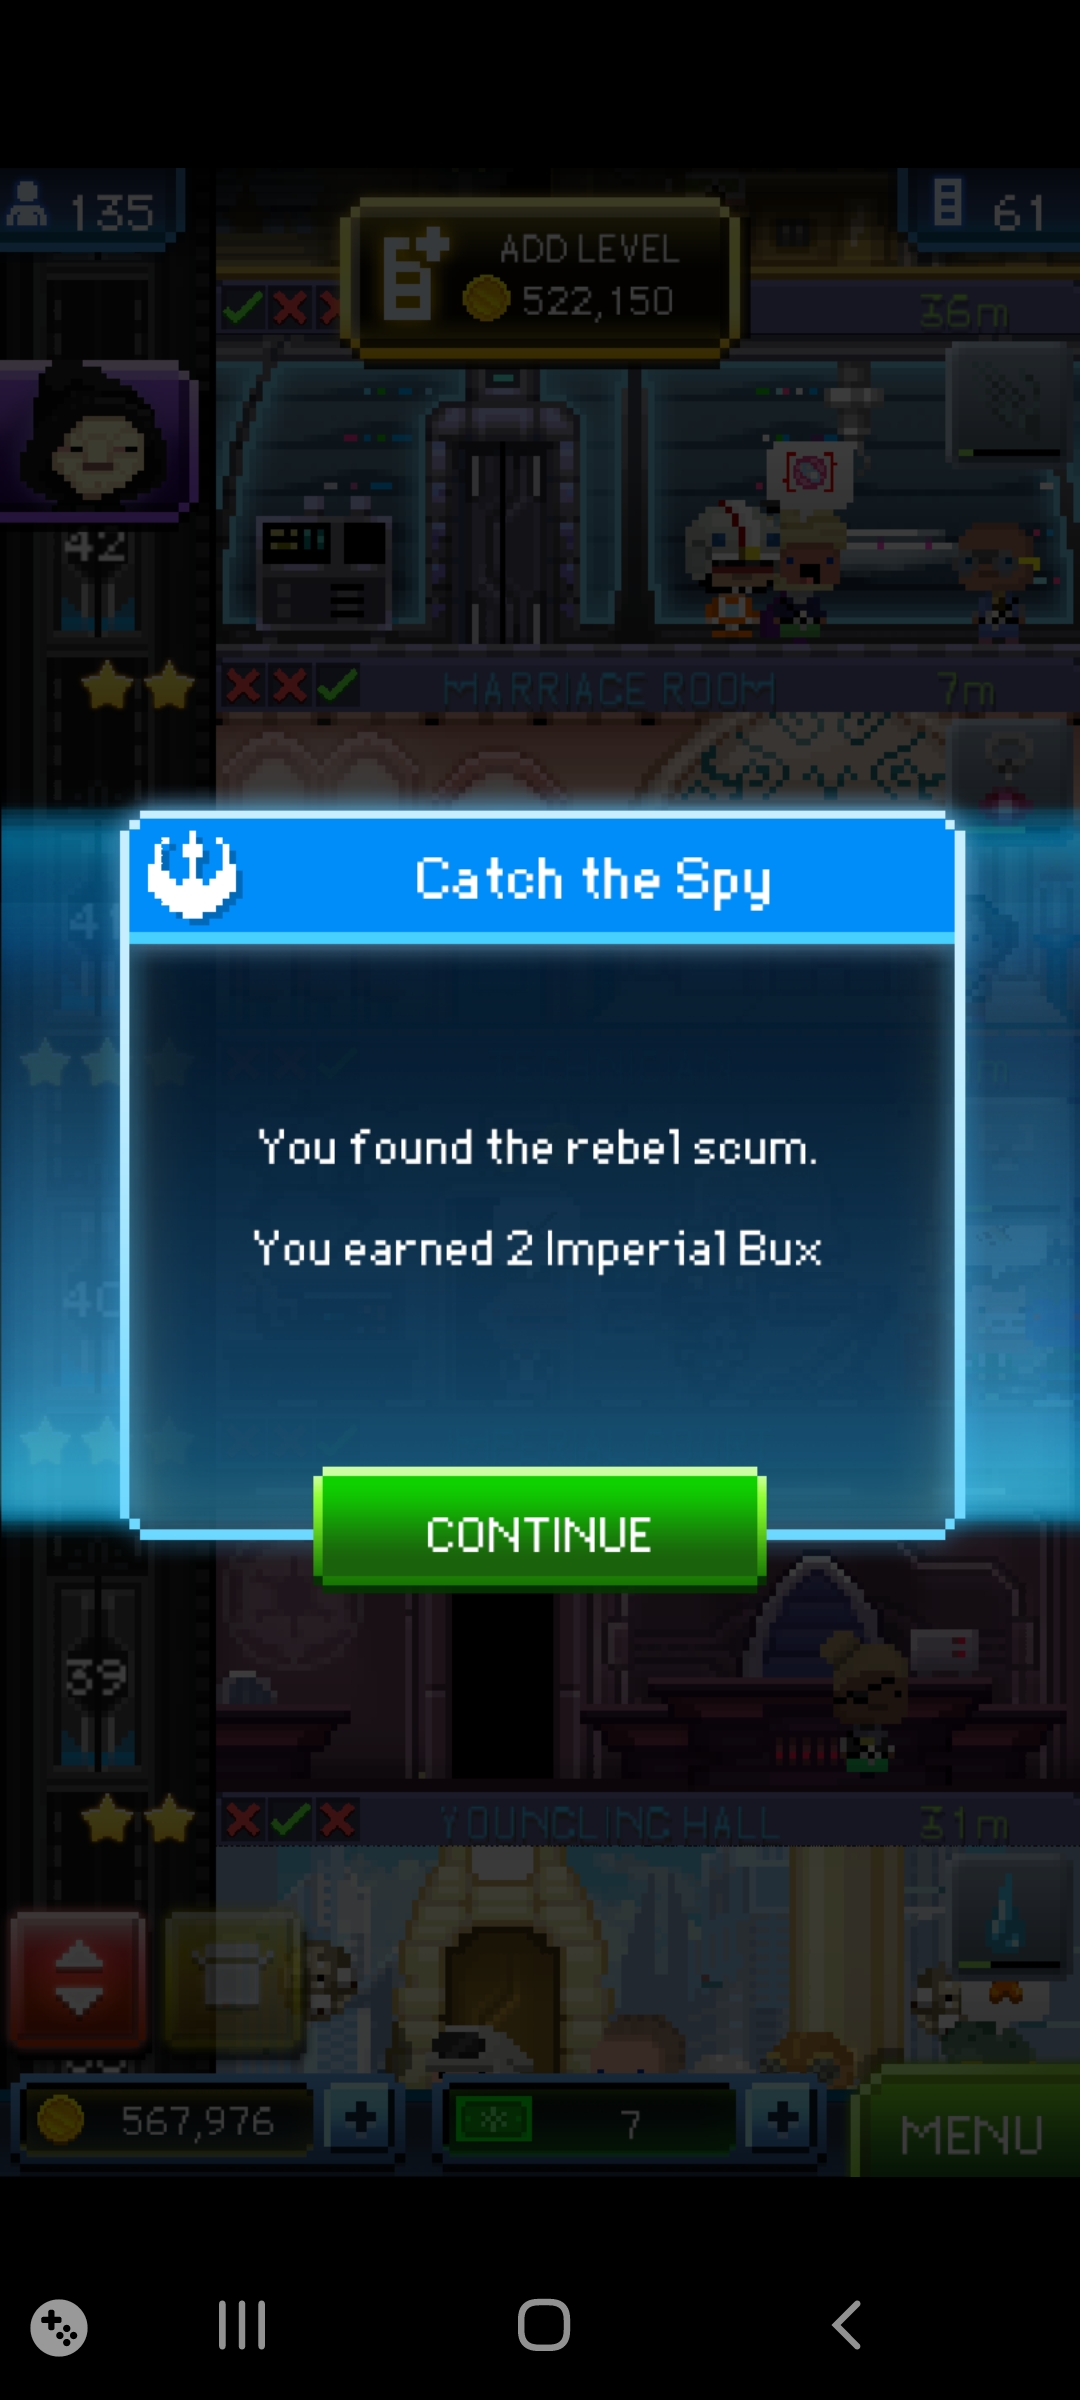 135
ADD LEVEL
522,150
61
36m
42
MARRIAGE ROOM
7m
Catch the Spy
You found the rebel scum.
You earned 2 Imperial Bux
40
CONTINUE
39
YOUNGLING HALL
31m
567,976
7
MENU